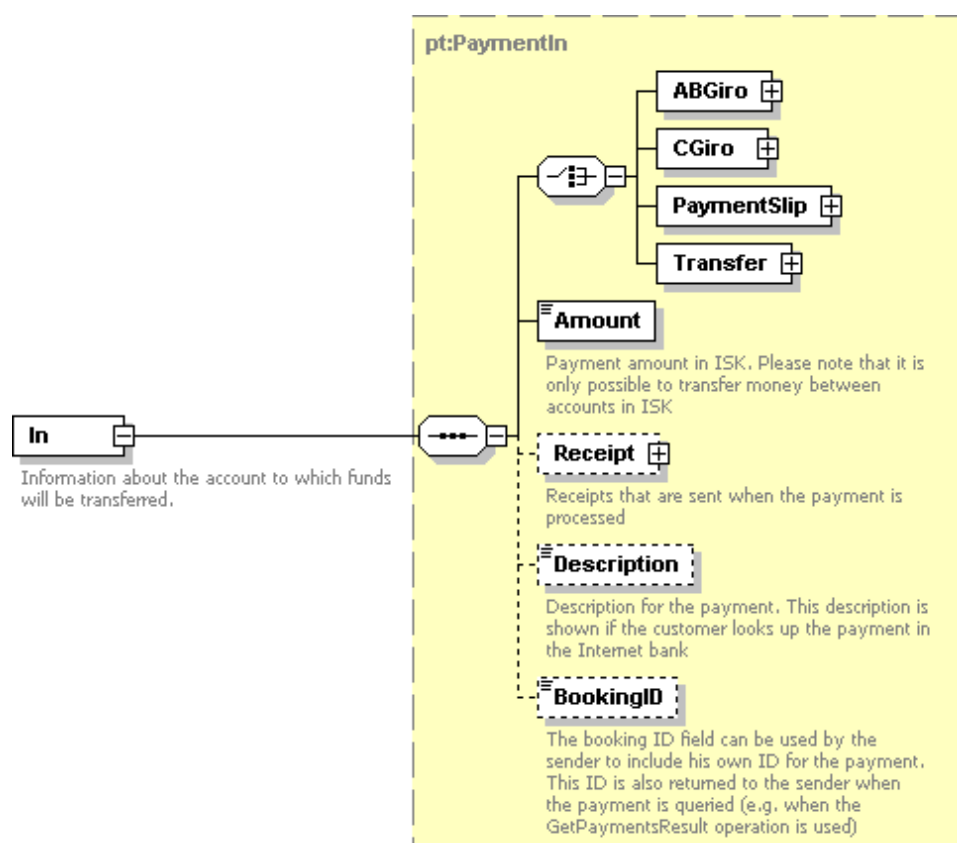 pt:PaymentIn
ABGiro
CGiro
PaymentSlip
Transfer
Amount
Payment amount in ISK. Please note that it is
only possible to transfer money between
accounts in ISK
In
Information about the account to which funds
will be transferred.
Receipt
Receipts that are sent when the payment is
processed
Description
Description for the payment. This description is
shown if the customer looks up the payment in
the Internet bank
BookingID
The booking ID field can be used by the
sender to include his own ID for the payment.
This ID is also returned to the sender when
the payment is queried (e.g. when the
GetPaymentsResult operation is used)